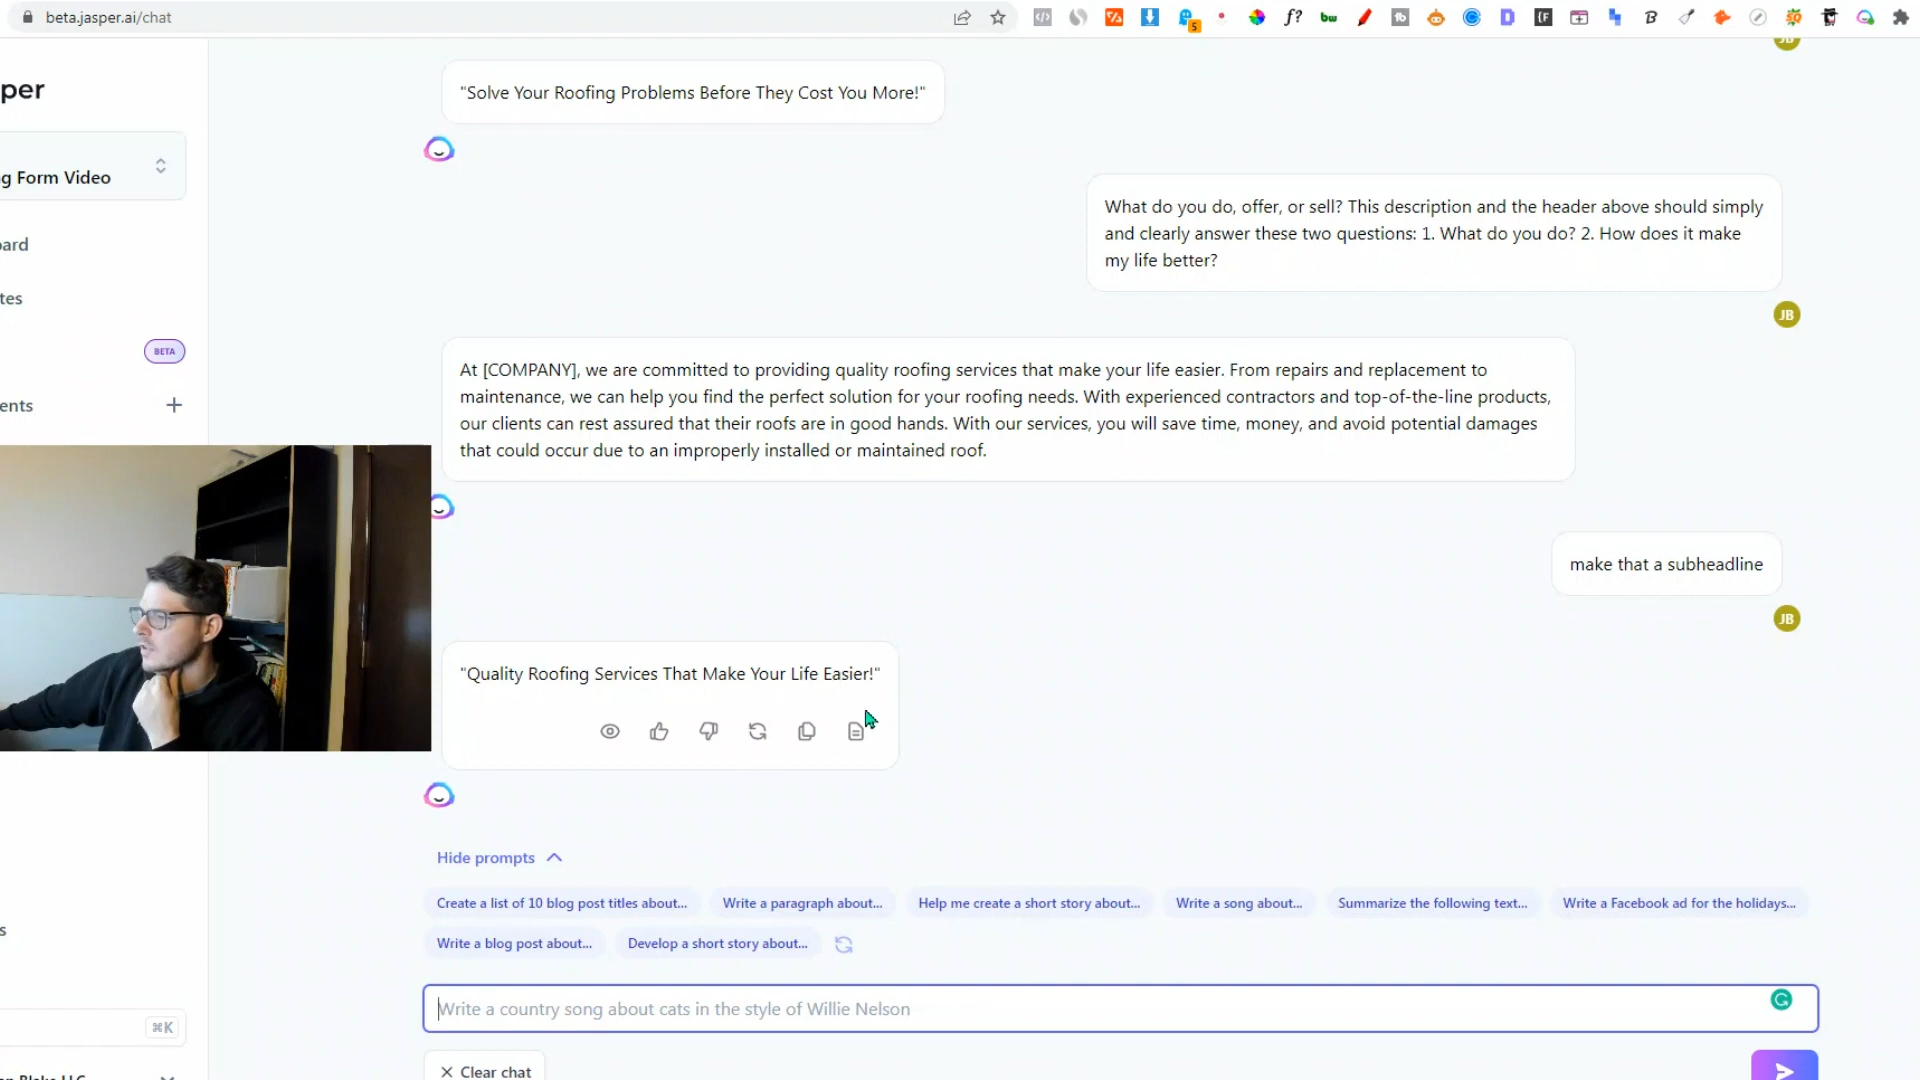 beta.jasper.ai/chat
5
f?
bw
per
JB
"Solve Your Roofing Problems Before They Cost You More!"
g Form Video
What do you do, offer, or sell? This description and the header above should simply
and clearly answer these two questions: 1. What do you do? 2. How does it make
my life better?
ard
tes
JB
BETA
At [COMPANY], we are committed to providing quality roofing services that make your life easier. From repairs and replacement to
maintenance, we can help you find the perfect solution for your roofing needs. With experienced contractors and top-of-the-line products,
our clients can rest assured that their roofs are in good hands. With our services, you will save time, money, and avoid potential damages
that could occur due to an improperly installed or maintained roof.
ents +
make that a subheadline
JB
"Quality Roofing Services That Make Your Life Easier!"
Hide prompts
Create a list of 10 blog post titles about... Write a paragraph about... Help me create a short story about... Write a song about... Summarize the following text... Write a Facebook ad for the holidays...
s
Write a blog post about... Develop a short story about...
Write a country song about cats in the style of Willie Nelson
⌘K
Clear chat
n Blake LLC